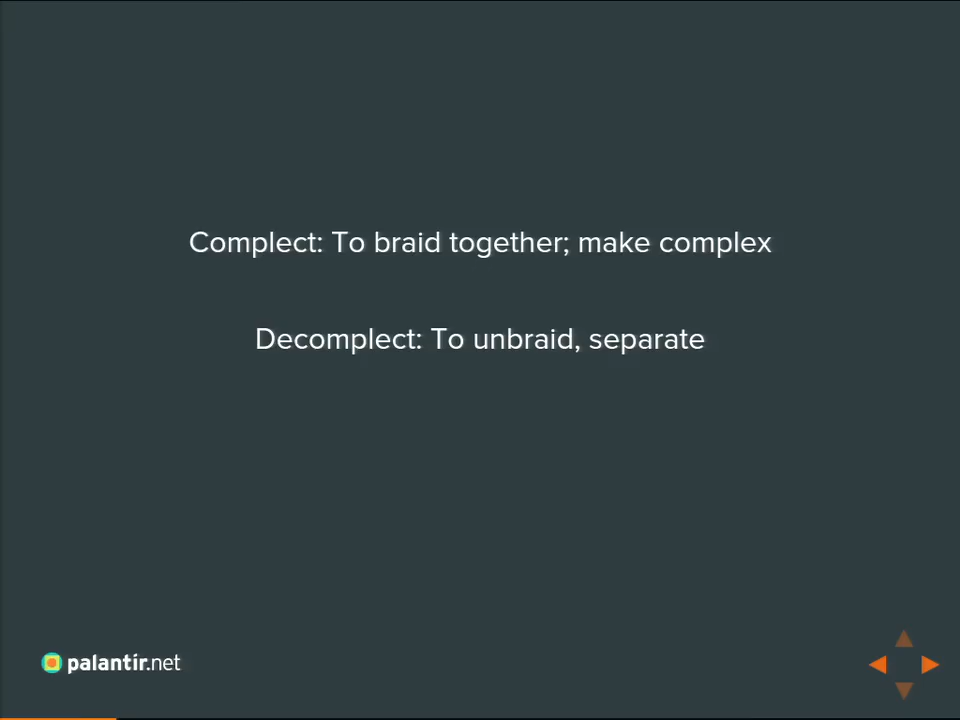 Complect: To braid together; make complex
Decomplect: To unbraid, separate
palantir.net